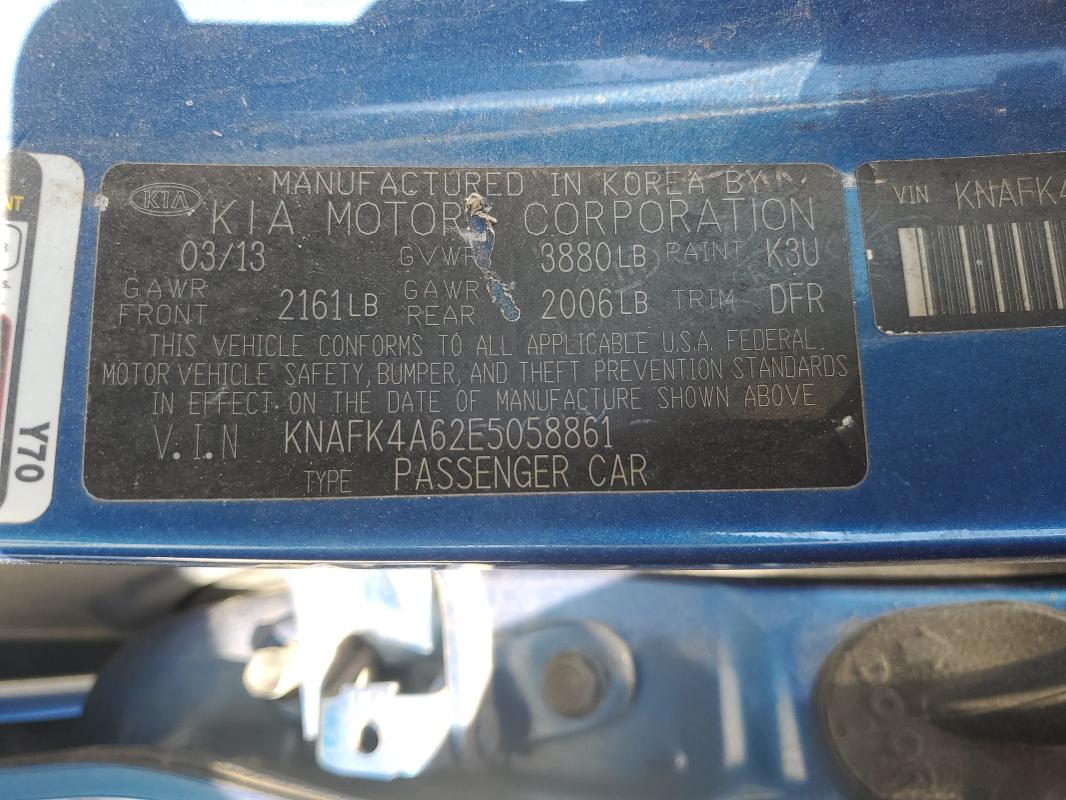 KIA
MANUFACTURED IN KOREA BY
KIA MOTORS CORPORATION
03/13 GVWR 3880LB PAINT K3U
GAWR FRONT 2161LB GAWR REAR 2006LB TRIM DFR
THIS VEHICLE CONFORMS TO ALL APPLICABLE U.S.A. FEDERAL
MOTOR VEHICLE SAFETY, BUMPER, AND THEFT PREVENTION STANDARDS
IN EFFECT ON THE DATE OF MANUFACTURE SHOWN ABOVE
V.I.N KNAFK4A62E5058861
TYPE PASSENGER CAR
VIN KNAFK4
Y70